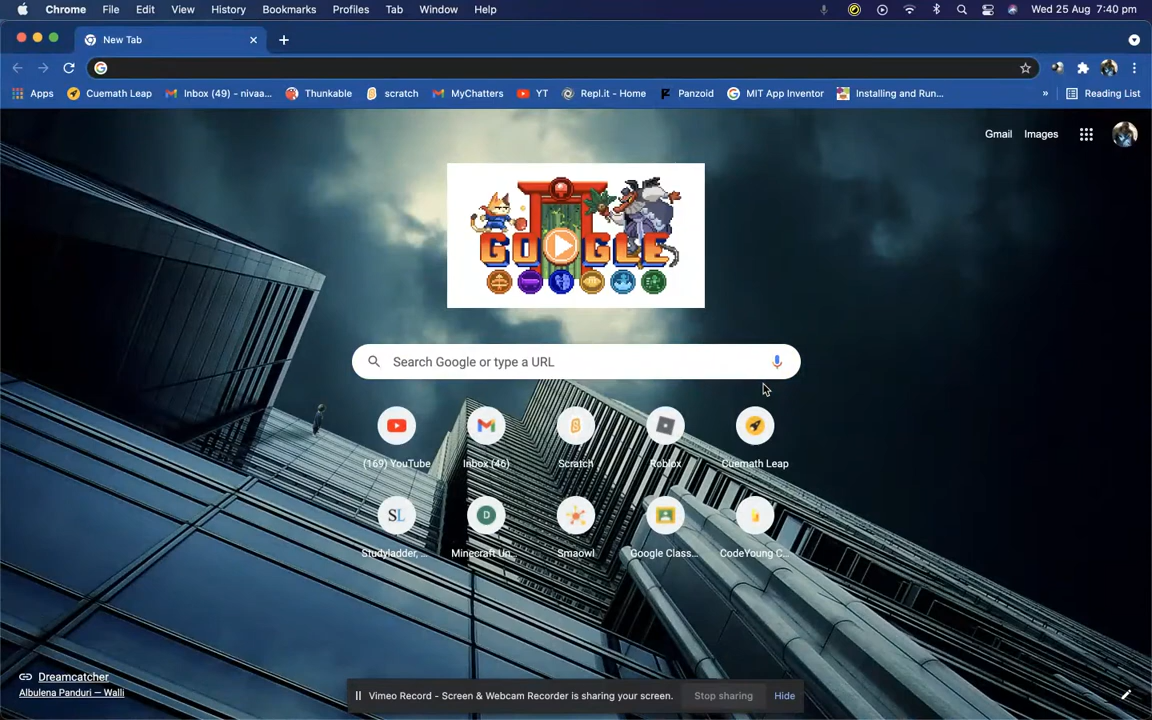 Chrome File Edit View History Bookmarks Profiles Tab Window Help Wed 25 Aug 7:40 pm
New Tab
Apps Cuemath Leap Inbox (49) - nivaa... Thunkable scratch MyChatters YT Repl.it - Home Panzoid MIT App Inventor Installing and Run... » Reading List
Gmail Images
GOOGLE
Search Google or type a URL
(169) YouTube Inbox (46) Scratch Roblox Cuemath Leap
SL D
Studyladder, ... Minecraft Un... Smaowl Google Class... CodeYoung C...
Dreamcatcher
Albulena Panduri — Walli
Vimeo Record - Screen & Webcam Recorder is sharing your screen. Stop sharing Hide